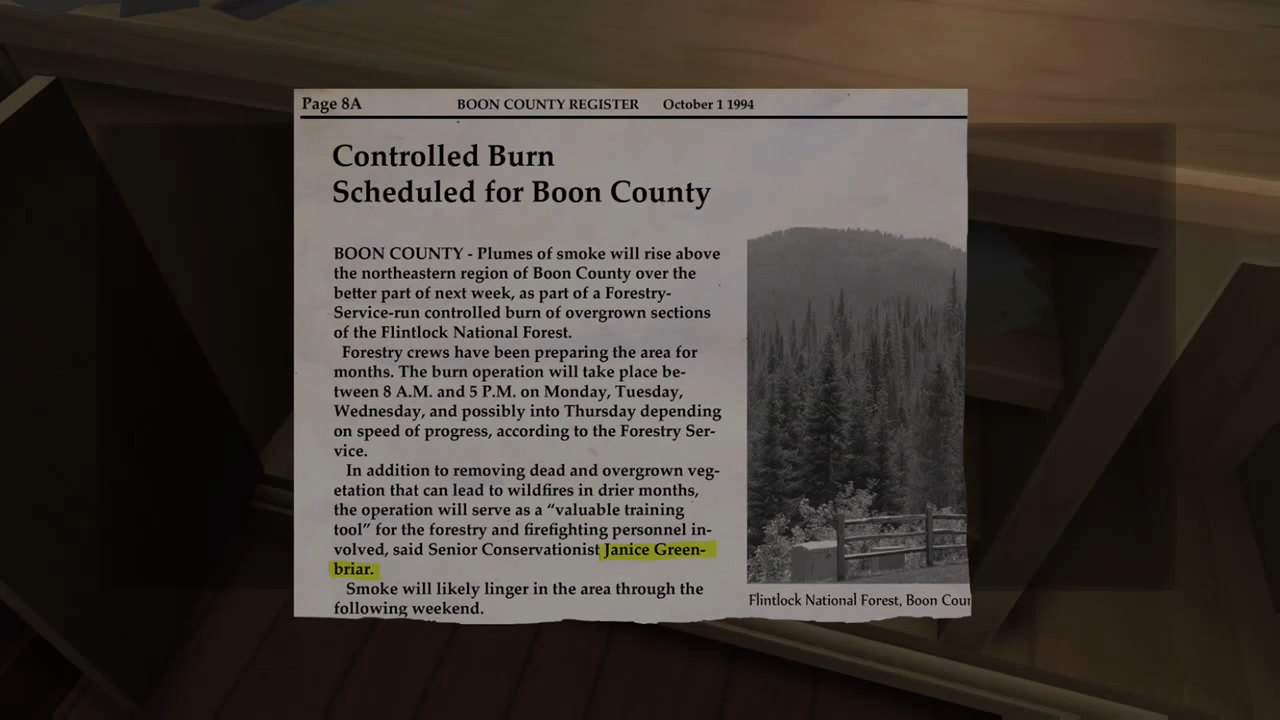 Page 8A BOON COUNTY REGISTER October 1 1994
Controlled Burn
Scheduled for Boon County
BOON COUNTY - Plumes of smoke will rise above
the northeastern region of Boon County over the
better part of next week, as part of a Forestry-
Service-run controlled burn of overgrown sections
of the Flintlock National Forest.
Forestry crews have been preparing the area for
months. The burn operation will take place be-
tween 8 A.M. and 5 P.M. on Monday, Tuesday,
Wednesday, and possibly into Thursday depending
on speed of progress, according to the Forestry Ser-
vice.
In addition to removing dead and overgrown veg-
etation that can lead to wildfires in drier months,
the operation will serve as a “valuable training
tool” for the forestry and firefighting personnel in-
volved, said Senior Conservationist Janice Green-
briar.
Smoke will likely linger in the area through the
following weekend.
Flintlock National Forest, Boon Coun